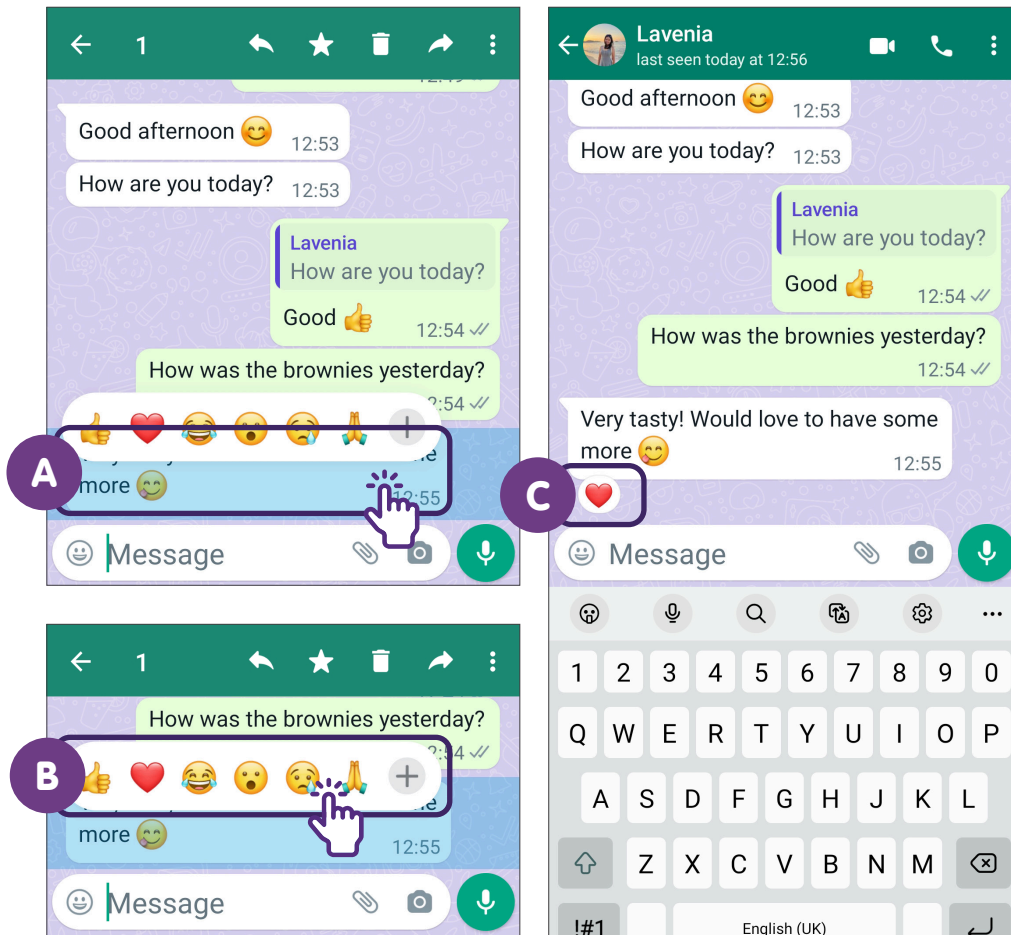 1
Good afternoon 😊
12:53
How are you today?
12:53
Lavenia
How are you today?
Good 👍
12:54
How was the brownies yesterday?
2:54
A
more 😋
12:55
Message
1
How was the brownies yesterday?
2:54
B
more 😋
12:55
Message
Lavenia
last seen today at 12:56
Good afternoon 😊
12:53
How are you today?
12:53
Lavenia
How are you today?
Good 👍
12:54
How was the brownies yesterday?
12:54
Very tasty! Would love to have some
more 😋
12:55
C
Message
1 2 3 4 5 6 7 8 9 0
Q W E R T Y U I O P
A S D F G H J K L
Z X C V B N M
!#1
English (UK)